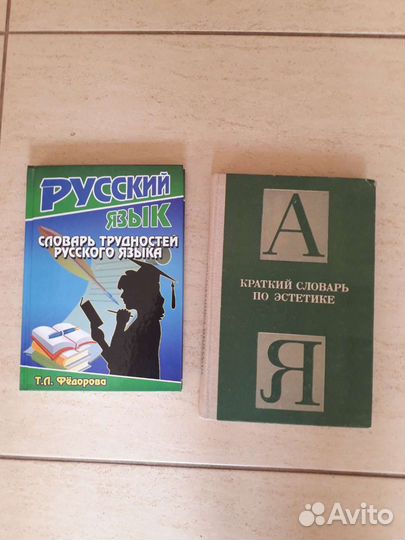 РУССКИЙ
ЯЗЫК
СЛОВАРЬ ТРУДНОСТЕЙ
РУССКОГО ЯЗЫКА
Т.Л. Фёдорова
А
КРАТКИЙ СЛОВАРЬ
ПО ЭСТЕТИКЕ
Я
Avito